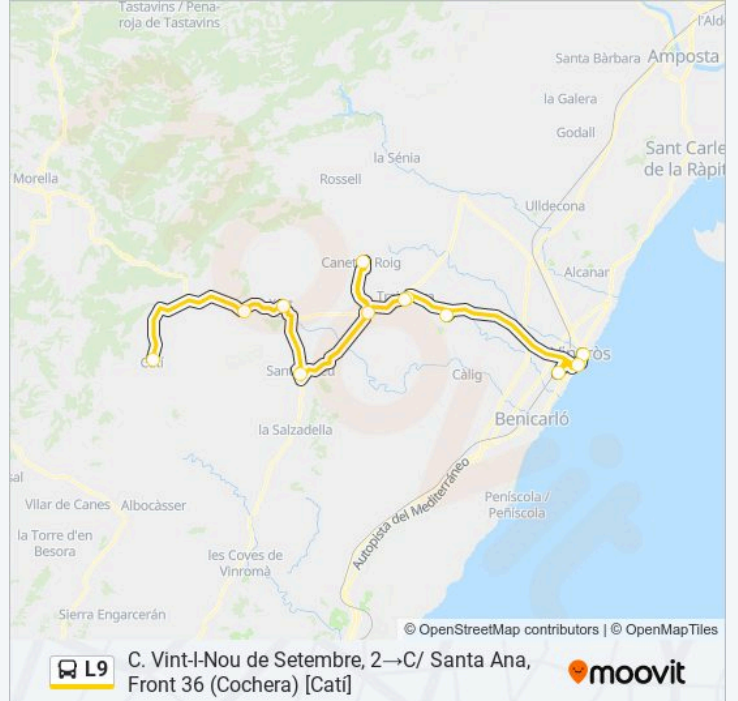 Tastavins / Pena-
roja de Tastavins
Santa Bàrbara
Amposta
la Galera
Godall
Sant Carle
de la Ràpit
la Sénia
Morella
Rossell
Ulldecona
Canet
Roig
Alcanar
Catí
Càlig
la Salzadella
Benicarló
Autopista del Mediterráneo
Peníscola /
Peñiscola
Vilar de Canes
Albocàsser
la Torre d'en
Besora
les Coves de
Vinromà
Sierra Engarcerán
© OpenStreetMap contributors | © OpenMapTiles
L9
C. Vint-I-Nou de Setembre, 2→C/ Santa Ana,
Front 36 (Cochera) [Catí]
moovit